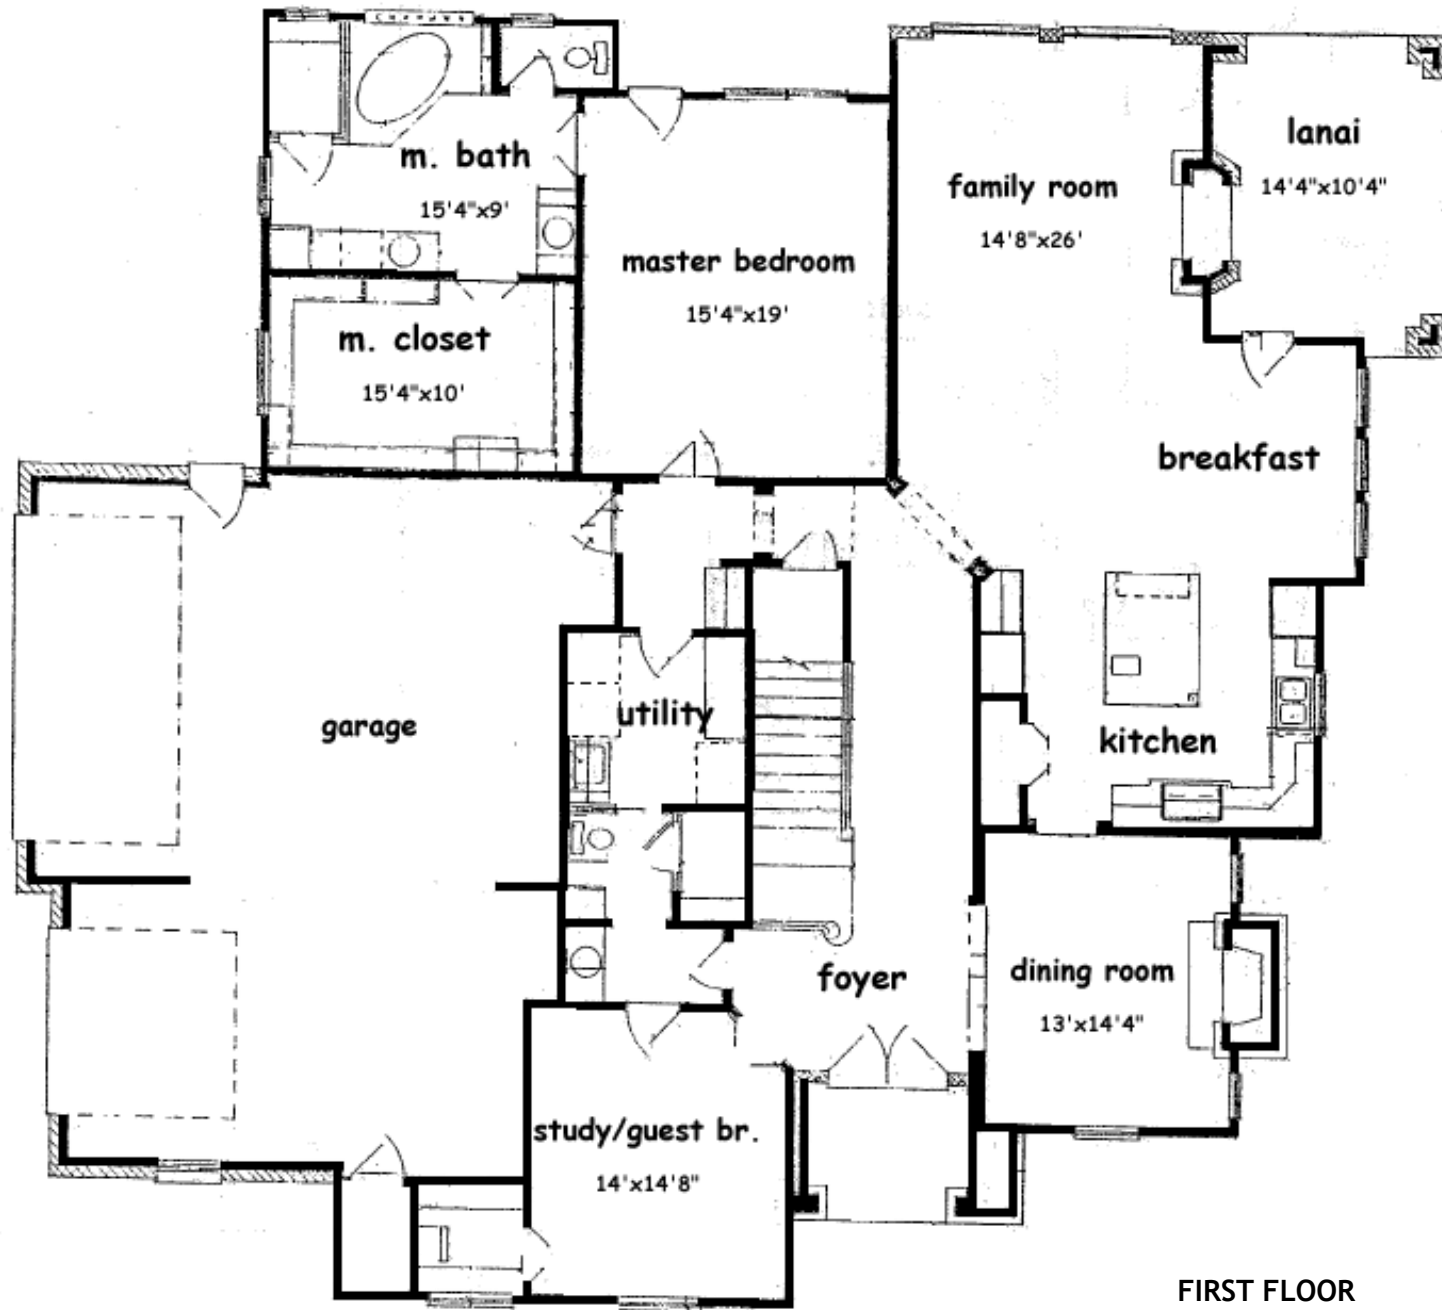 m. bath
15'4"x9'
master bedroom
15'4"x19'
family room
14'8"x26'
lanai
14'4"x10'4"
m. closet
15'4"x10'
breakfast
garage
utility
kitchen
foyer
dining room
13'x14'4"
study/guest br.
14'x14'8"
FIRST FLOOR